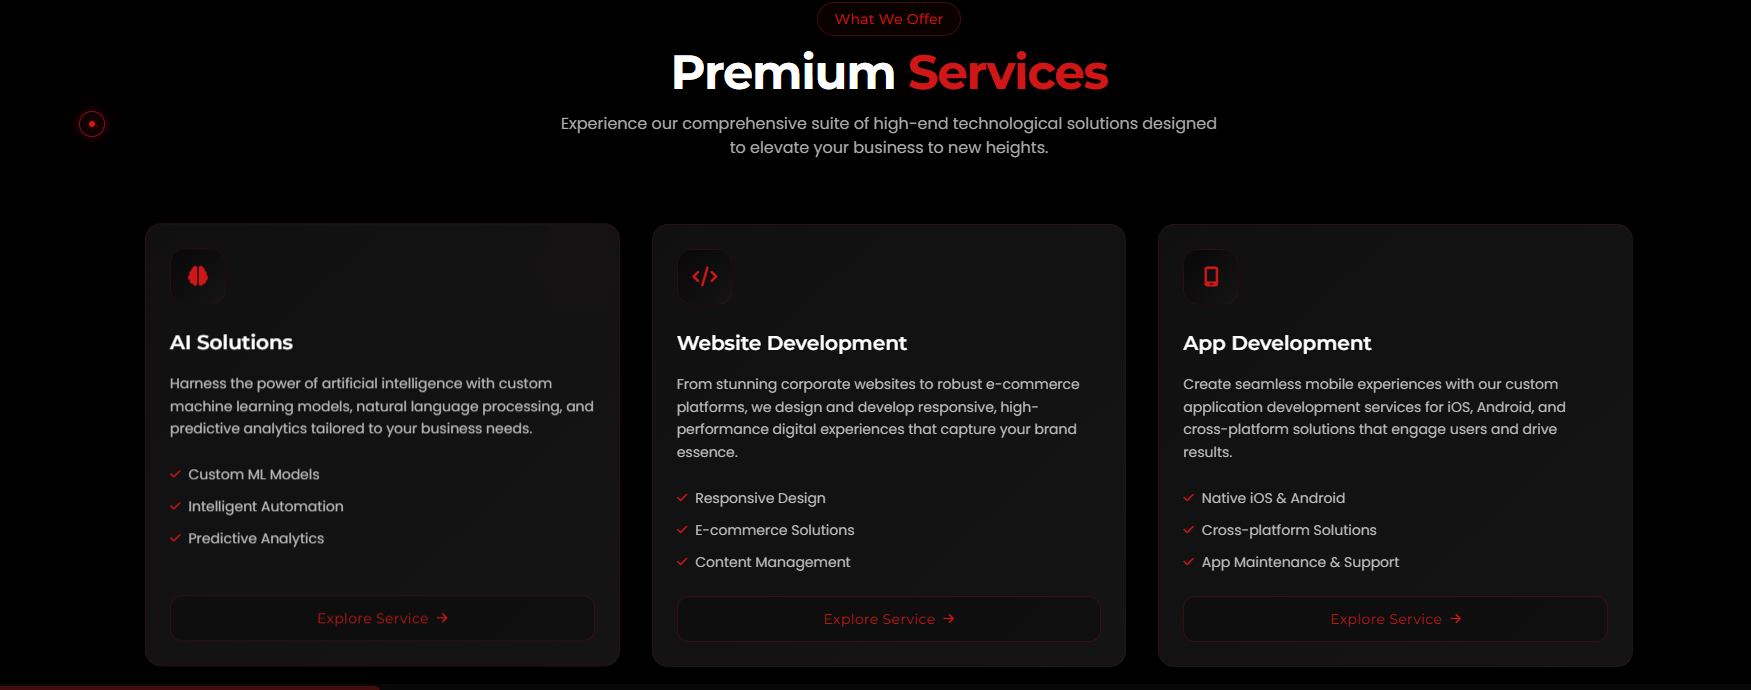 What We Offer
Premium Services
Experience our comprehensive suite of high-end technological solutions designed
to elevate your business to new heights.
AI Solutions
Harness the power of artificial intelligence with custom
machine learning models, natural language processing, and
predictive analytics tailored to your business needs.
Custom ML Models
Intelligent Automation
Predictive Analytics
Explore Service →
Website Development
From stunning corporate websites to robust e-commerce
platforms, we design and develop responsive, high-
performance digital experiences that capture your brand
essence.
Responsive Design
E-commerce Solutions
Content Management
Explore Service →
App Development
Create seamless mobile experiences with our custom
application development services for iOS, Android, and
cross-platform solutions that engage users and drive
results.
Native iOS & Android
Cross-platform Solutions
App Maintenance & Support
Explore Service →